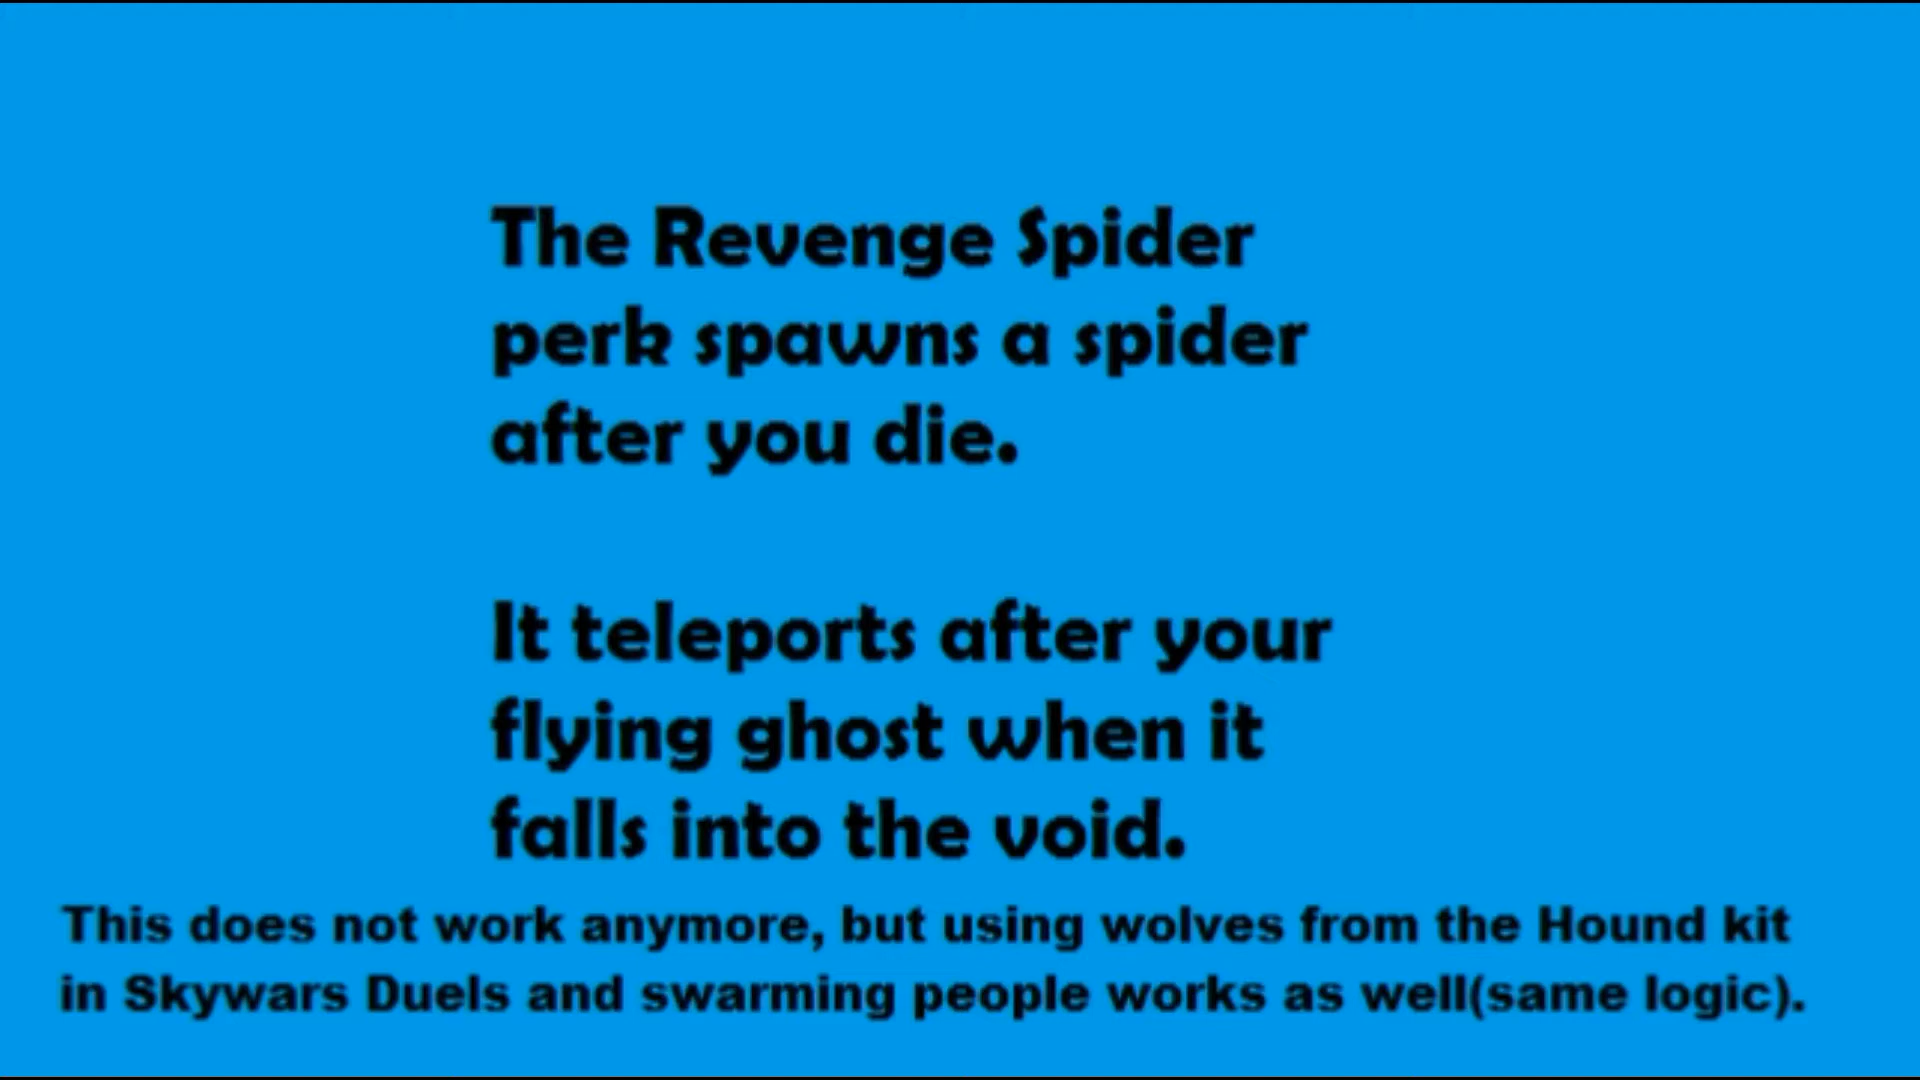 The Revenge Spider
perk spawns a spider
after you die.
It teleports after your
flying ghost when it
falls into the void.
This does not work anymore, but using wolves from the Hound kit
in Skywars Duels and swarming people works as well(same logic).